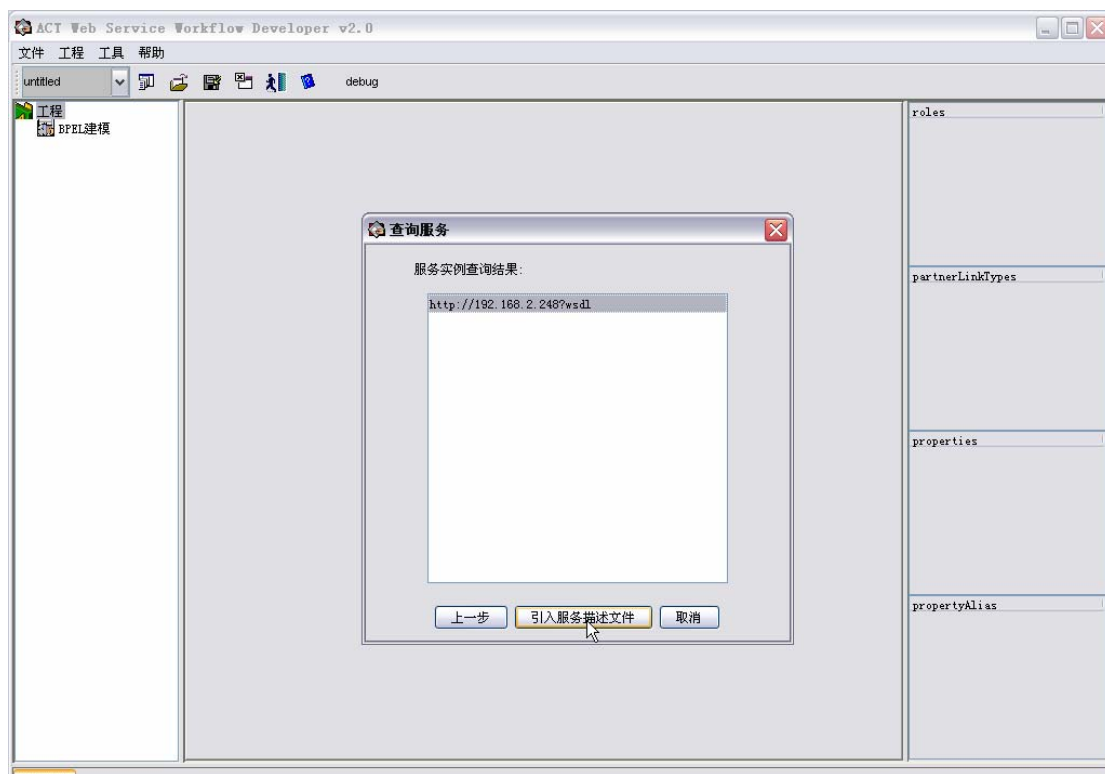 ACT Web Service Workflow Developer v2.0
文件 工程 工具 帮助
untitled debug
工程
BPEL建模
roles
partnerLinkTypes
properties
propertyAlias
查询服务
服务实例查询结果:
http://192.168.2.248?wsdl
上一步 引入服务描述文件 取消